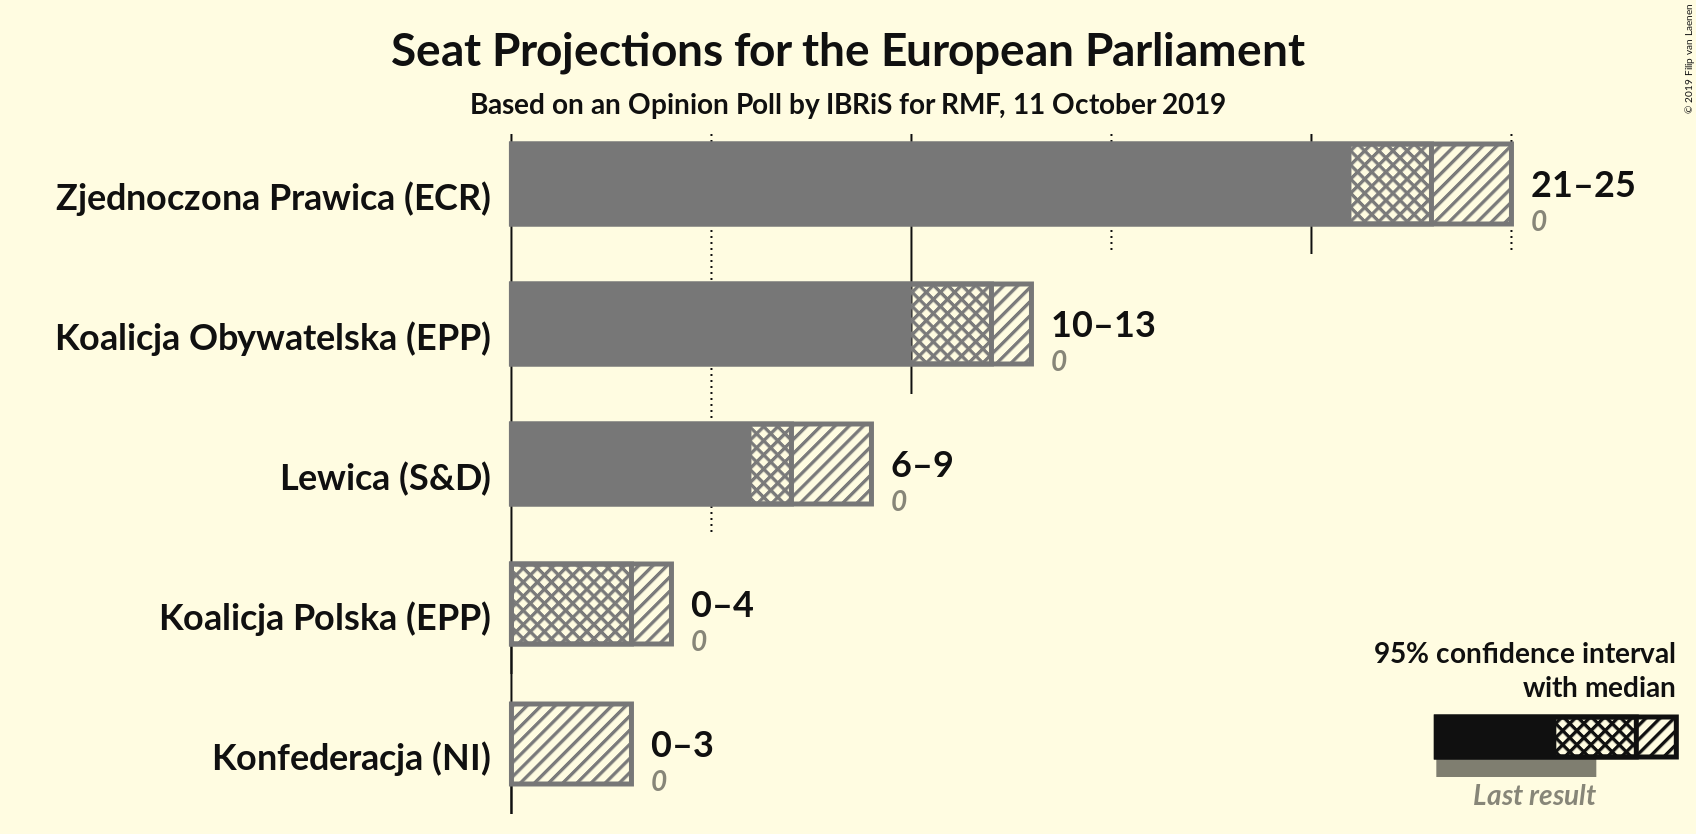 Seat Projections for the European Parliament
Based on an Opinion Poll by IBRiS for RMF, 11 October 2019
© 2019 Filip van Laenen
Zjednoczona Prawica (ECR)
21–25
0
Koalicja Obywatelska (EPP)
10–13
0
Lewica (S&D)
6–9
0
Koalicja Polska (EPP)
0–4
0
Konfederacja (NI)
0–3
0
95% confidence interval
with median
Last result